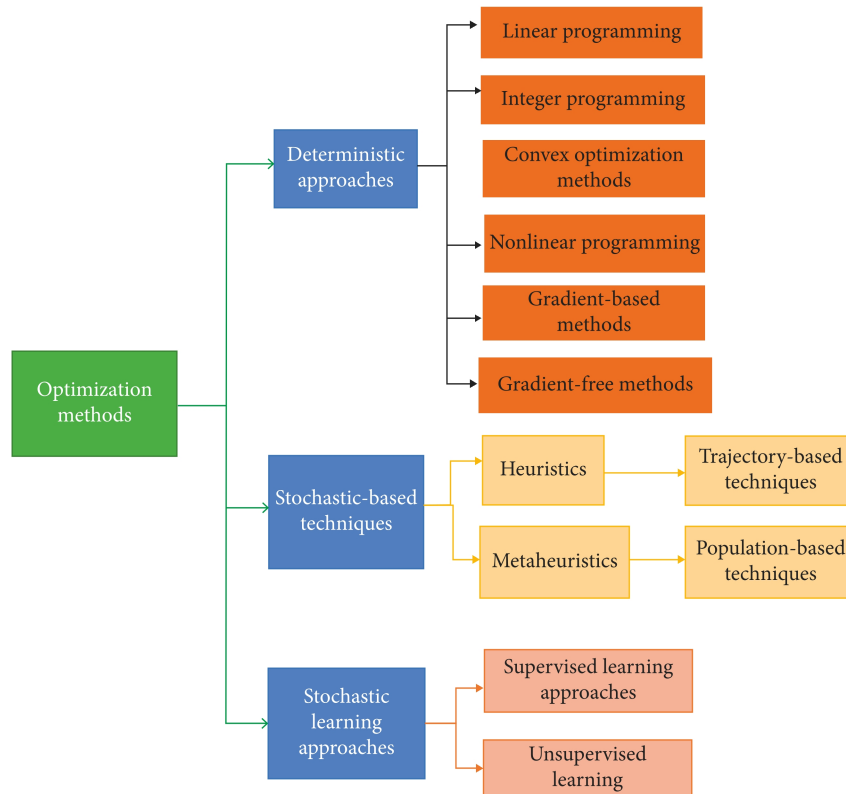 Linear programming
Integer programming
Deterministic
approaches
Convex optimization
methods
Nonlinear programming
Gradient-based
methods
Gradient-free methods
Optimization
methods
Stochastic-based
techniques
Heuristics
Trajectory-based
techniques
Metaheuristics
Population-based
techniques
Stochastic
learning
approaches
Supervised learning
approaches
Unsupervised
learning